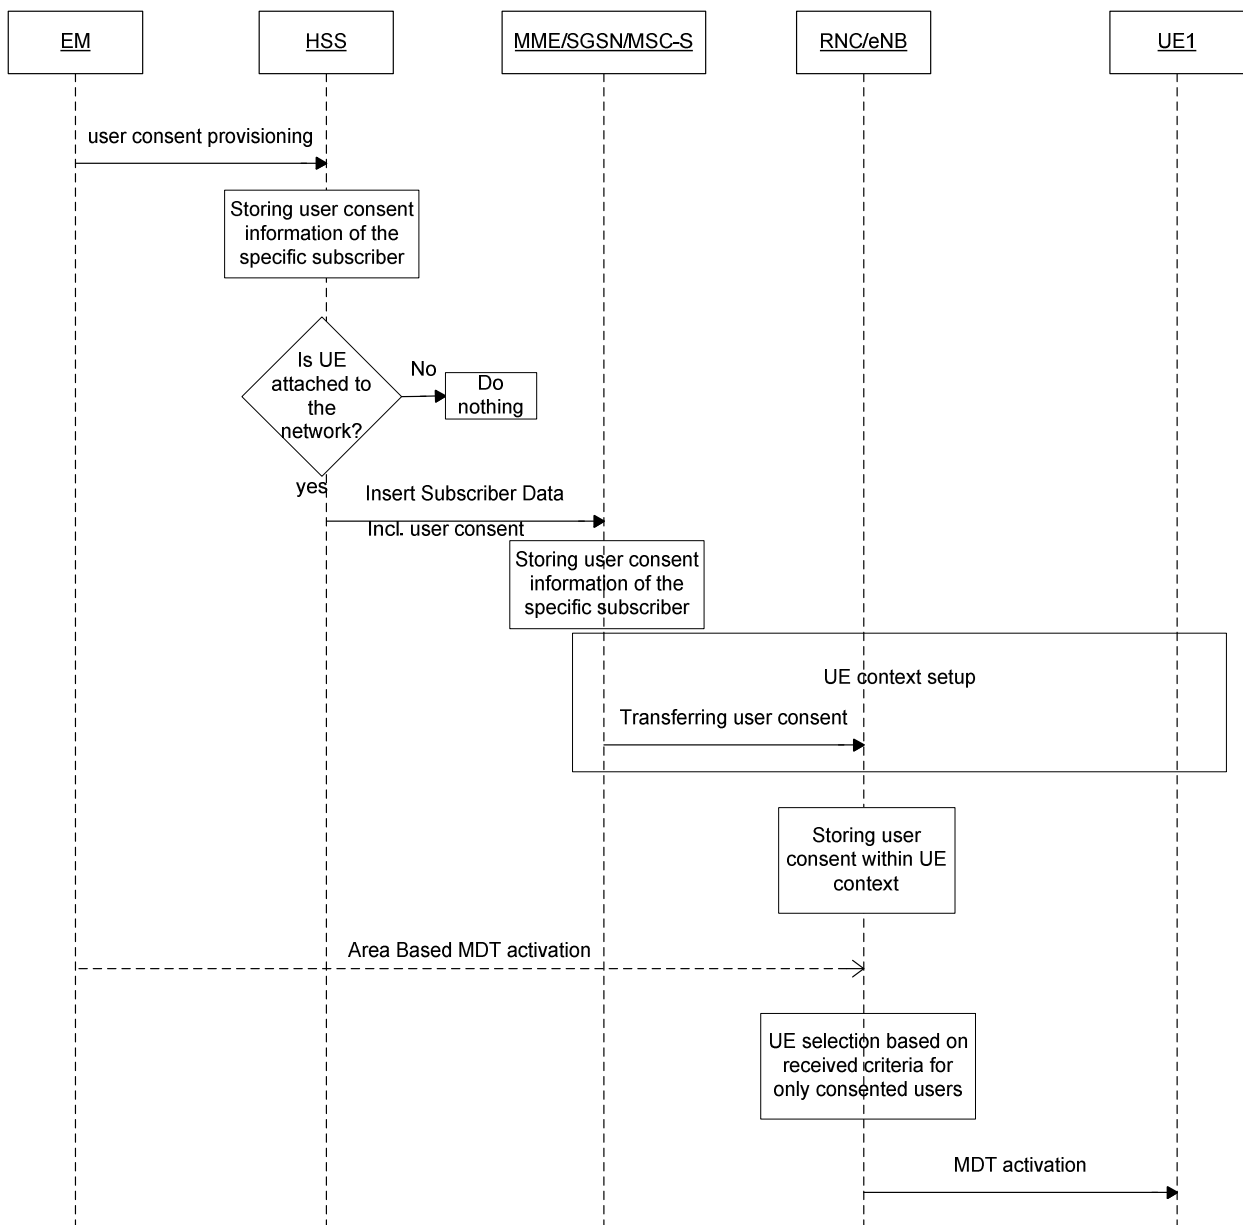 EM
HSS
MME/SGSN/MSC-S
RNC/eNB
UE1
user consent provisioning
Storing user consent
information of the
specific subscriber
Is UE
attached to
the
network?
No
Do
nothing
yes
Insert Subscriber Data
Incl. user consent
Storing user consent
information of the
specific subscriber
UE context setup
Transferring user consent
Storing user
consent within UE
context
Area Based MDT activation
UE selection based on
received criteria for
only consented users
MDT activation